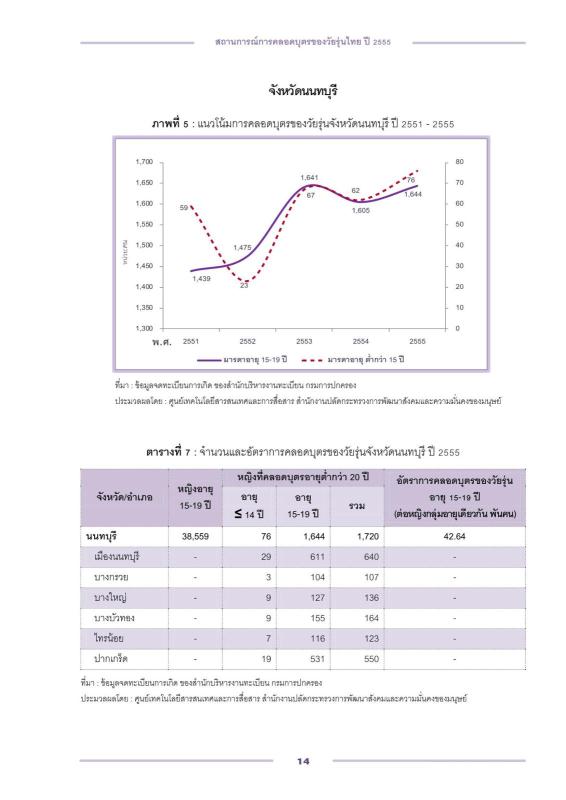 สถานการณ์การคลอดบุตรของวัยรุ่นไทย ปี 2555
จังหวัดนนทบุรี
ภาพที่ 5 : แนวโน้มการคลอดบุตรของวัยรุ่นจังหวัดนนทบุรี ปี 2551 - 2555
1,700 80
1,650 70
1,600 60
1,550 50
1,500 40
1,450 30
1,400 20
1,350 10
1,300 0
หน่วย:คน
59 1,641 67 62 1,605 76 1,644
1,475
1,439 23
พ.ศ. 2551 2552 2553 2554 2555
มารดาอายุ 15-19 ปี มารดาอายุ ต่ำกว่า 15 ปี
ที่มา : ข้อมูลจดทะเบียนการเกิด ของสำนักบริหารงานทะเบียน กรมการปกครอง
ประมวลผลโดย : ศูนย์เทคโนโลยีสารสนเทศและการสื่อสาร สำนักงานปลัดกระทรวงการพัฒนาสังคมและความมั่นคงของมนุษย์
ตารางที่ 7 : จำนวนและอัตราการคลอดบุตรของวัยรุ่นจังหวัดนนทบุรี ปี 2555
จังหวัด/อำเภอ หญิงอายุ 15-19 ปี หญิงที่คลอดบุตรอายุต่ำกว่า 20 ปี อัตราการคลอดบุตรของวัยรุ่น
อายุ ≤ 14 ปี อายุ 15-19 ปี รวม อายุ 15-19 ปี
(ต่อหญิงกลุ่มอายุเดียวกัน พันคน)
นนทบุรี 38,559 76 1,644 1,720 42.64
เมืองนนทบุรี - 29 611 640 -
บางกรวย - 3 104 107 -
บางใหญ่ - 9 127 136 -
บางบัวทอง - 9 155 164 -
ไทรน้อย - 7 116 123 -
ปากเกร็ด - 19 531 550 -
ที่มา : ข้อมูลจดทะเบียนการเกิด ของสำนักบริหารงานทะเบียน กรมการปกครอง
ประมวลผลโดย : ศูนย์เทคโนโลยีสารสนเทศและการสื่อสาร สำนักงานปลัดกระทรวงการพัฒนาสังคมและความมั่นคงของมนุษย์
14